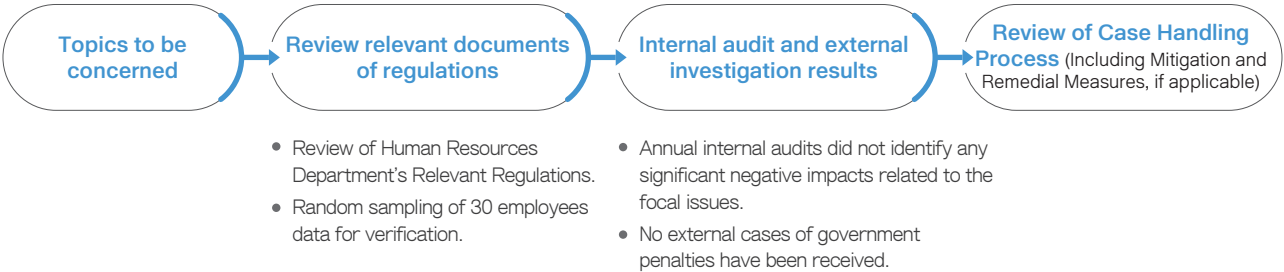 Topics to be
concerned
Review relevant documents
of regulations
Internal audit and external
investigation results
Review of Case Handling
Process (Including Mitigation and
Remedial Measures, if applicable)
• Review of Human Resources
Department's Relevant Regulations.
• Random sampling of 30 employees
data for verification.
• Annual internal audits did not identify any
significant negative impacts related to the
focal issues.
• No external cases of government
penalties have been received.